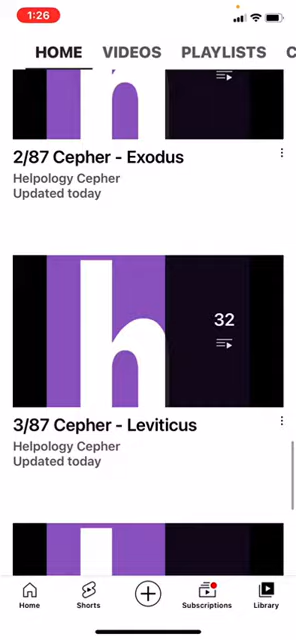 1:26
HOME VIDEOS PLAYLISTS C
h
2/87 Cepher - Exodus
Helpology Cepher
Updated today
h
32
3/87 Cepher - Leviticus
Helpology Cepher
Updated today
Home Shorts Subscriptions Library